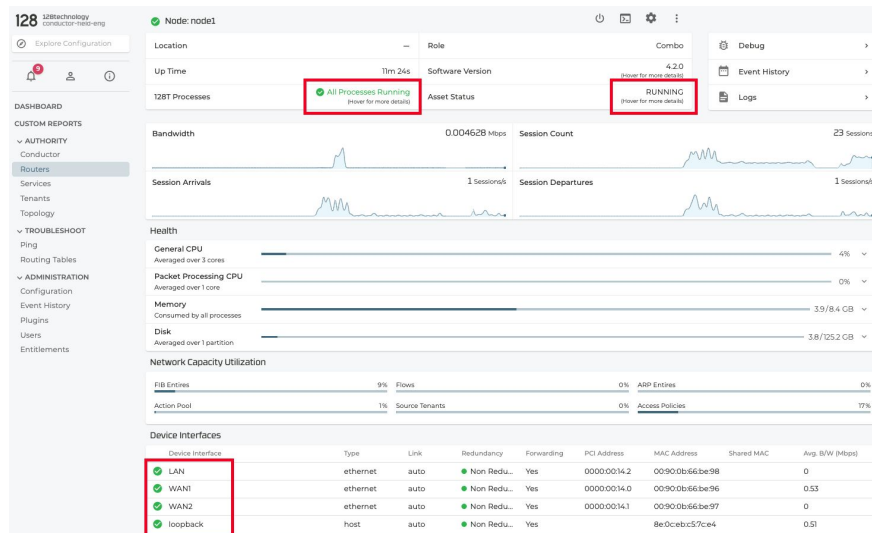 128 128technology
conductor-field-eng
Explore Configuration
9
DASHBOARD
CUSTOM REPORTS
AUTHORITY
Conductor
Routers
Services
Tenants
Topology
TROUBLESHOOT
Ping
Routing Tables
ADMINISTRATION
Configuration
Event History
Plugins
Users
Entitlements
Node: node1
Location –
Role Combo
Up Time 11m 24s
Software Version 4.2.0
(Hover for more details)
128T Processes All Processes Running
(Hover for more details)
Asset Status RUNNING
(Hover for more details)
Debug
Event History
Logs
Bandwidth 0.004628 Mbps
Session Count 23 Sessions
Session Arrivals 1 Sessions/s
Session Departures 1 Sessions/s
Health
General CPU
Averaged over 3 cores 4%
Packet Processing CPU
Averaged over 1 core 0%
Memory
Consumed by all processes 3.9/8.4 GB
Disk
Averaged over 1 partition 3.8/125.2 GB
Network Capacity Utilization
FIB Entires 9% Flows 0% ARP Entires 0%
Action Pool 1% Source Tenants 0% Access Policies 17%
Device Interfaces
Device Interface Type Link Redundancy Forwarding PCI Address MAC Address Shared MAC Avg. B/W (Mbps)
LAN ethernet auto Non Redu... Yes 0000:00:14.2 00:90:0b:66:be:98 0
WAN1 ethernet auto Non Redu... Yes 0000:00:14.0 00:90:0b:66:be:96 0.53
WAN2 ethernet auto Non Redu... Yes 0000:00:14.1 00:90:0b:66:be:97 0
loopback host auto Non Redu... Yes 8e:0c:eb:c5:7c:e4 0.51